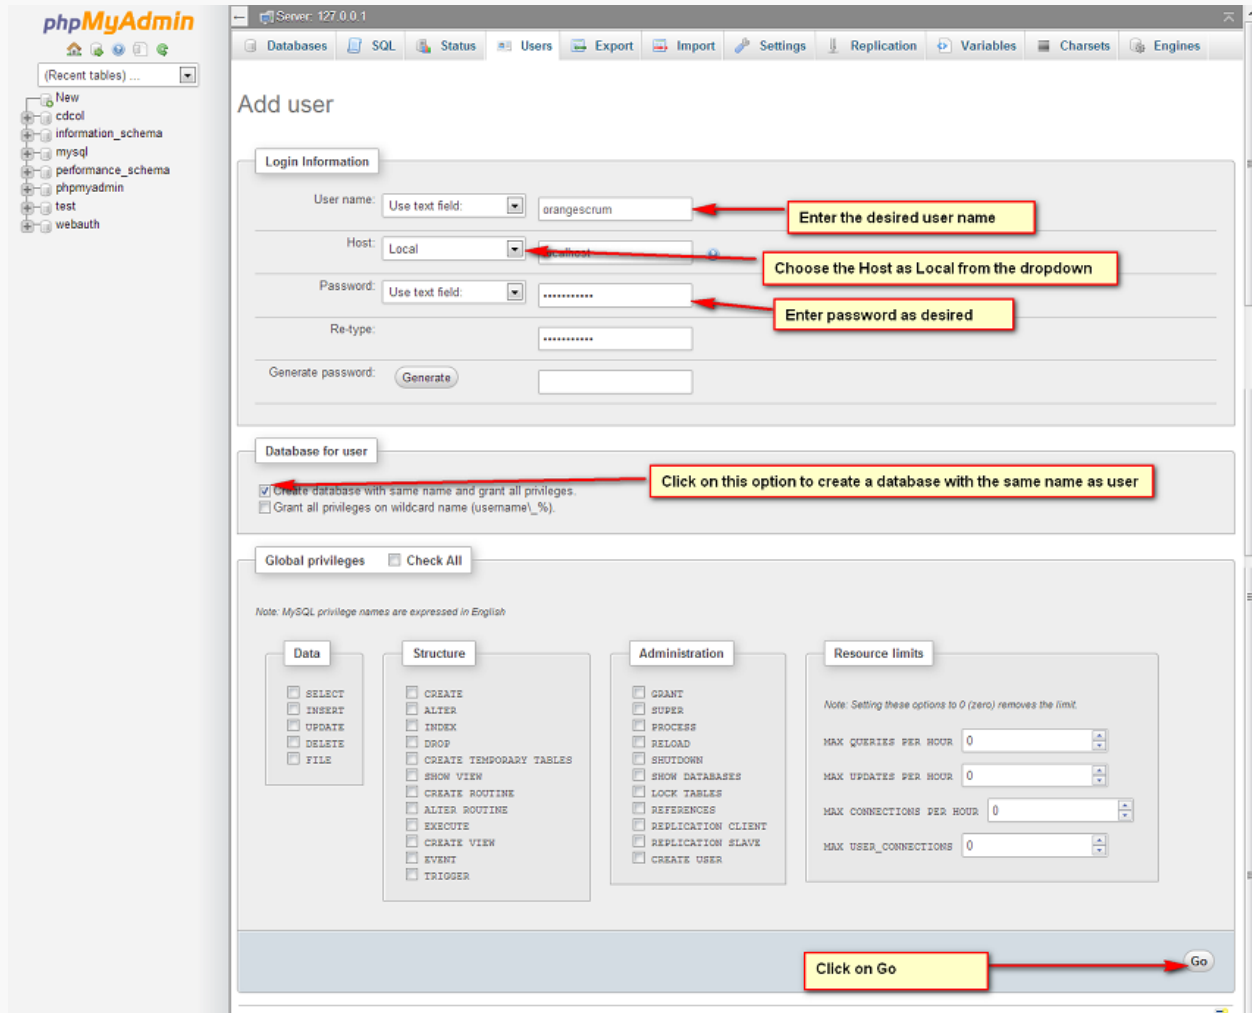 phpMyAdmin
(Recent tables) ...
New
cdcol
information_schema
mysql
performance_schema
phpmyadmin
test
webauth
Server: 127.0.0.1
Databases SQL Status Users Export Import Settings Replication Variables Charsets Engines
Add user
Login Information
User name: Use text field: orangescrum
Enter the desired user name
Host: Local localhost
Choose the Host as Local from the dropdown
Password: Use text field: •••••••••••
Enter password as desired
Re-type: •••••••••••
Generate password: Generate
Database for user
Click on this option to create a database with the same name as user
Create database with same name and grant all privileges.
Grant all privileges on wildcard name (username\_%).
Global privileges Check All
Note: MySQL privilege names are expressed in English
Data
SELECT
INSERT
UPDATE
DELETE
FILE
Structure
CREATE
ALTER
INDEX
DROP
CREATE TEMPORARY TABLES
SHOW VIEW
CREATE ROUTINE
ALTER ROUTINE
EXECUTE
CREATE VIEW
EVENT
TRIGGER
Administration
GRANT
SUPER
PROCESS
RELOAD
SHUTDOWN
SHOW DATABASES
LOCK TABLES
REFERENCES
REPLICATION CLIENT
REPLICATION SLAVE
CREATE USER
Resource limits
Note: Setting these options to 0 (zero) removes the limit.
MAX QUERIES PER HOUR 0
MAX UPDATES PER HOUR 0
MAX CONNECTIONS PER HOUR 0
MAX USER_CONNECTIONS 0
Click on Go
Go